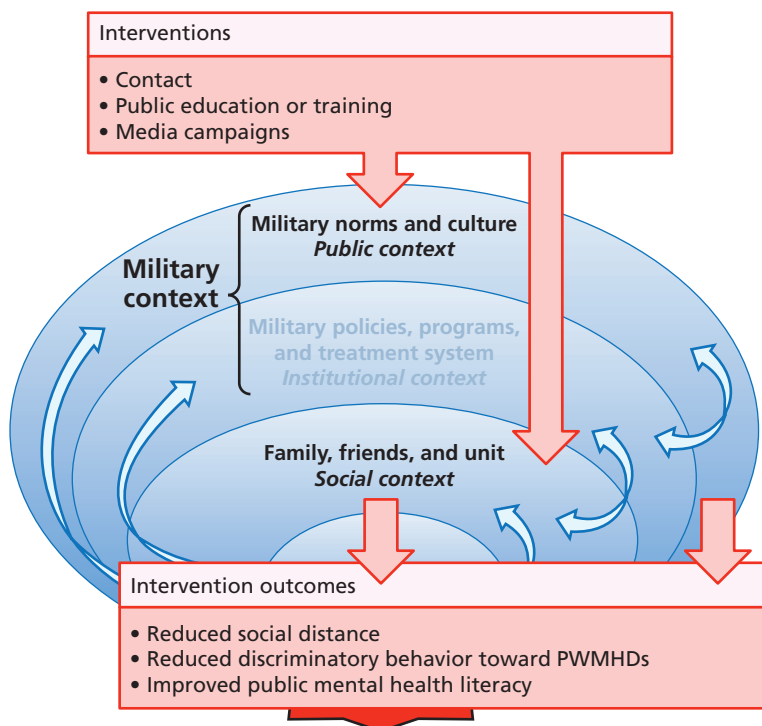 Interventions
• Contact
• Public education or training
• Media campaigns
Military norms and culture
Public context
Military
context
Military policies, programs,
and treatment system
Institutional context
Family, friends, and unit
Social context
Intervention outcomes
• Reduced social distance
• Reduced discriminatory behavior toward PWMHDs
• Improved public mental health literacy